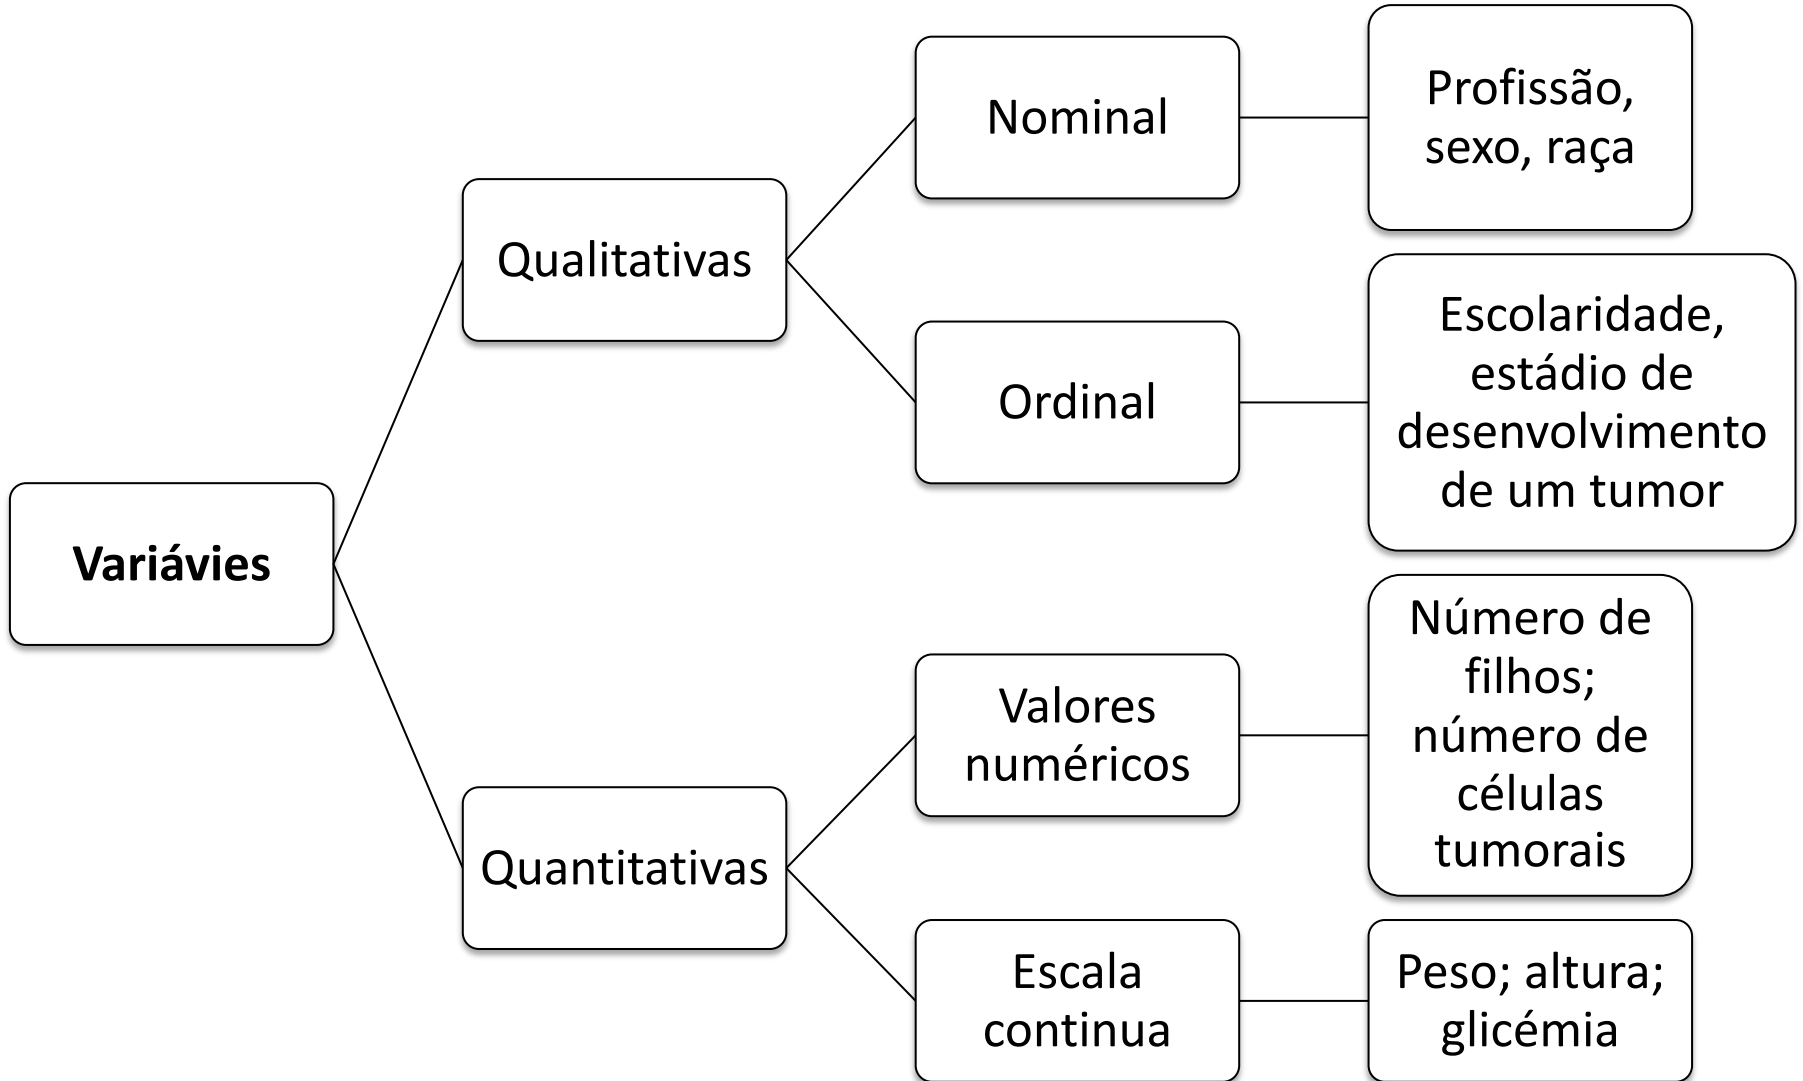 Variávies
Qualitativas
Nominal
Profissão,
sexo, raça
Ordinal
Escolaridade,
estádio de
desenvolvimento
de um tumor
Quantitativas
Valores
numéricos
Número de
filhos;
número de
células
tumorais
Escala
continua
Peso; altura;
glicémia